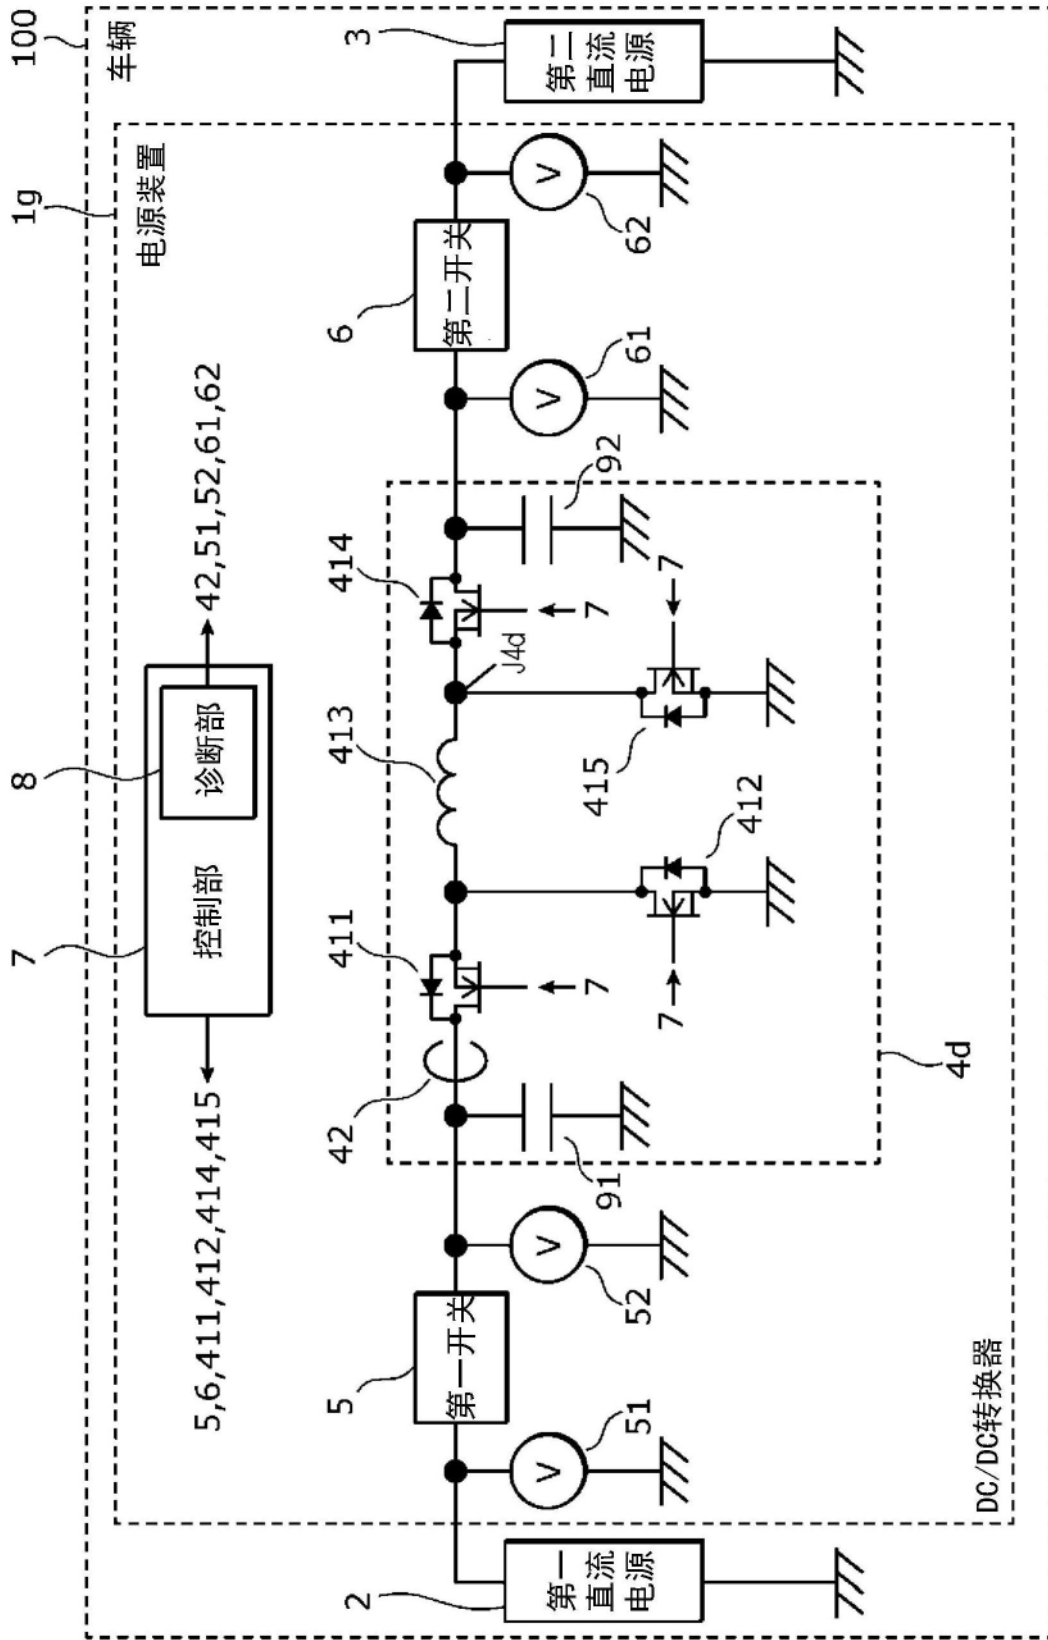 100
车辆
1g
电源装置
7
控制部
8
诊断部
5,6,411,412,414,415
42,51,52,61,62
2
第一
直流
电源
5
第一开关
42
411
413
414
6
第二开关
3
第二
直流
电源
J4d
V
51
V
52
91
7
7
412
415
7
7
92
V
61
V
62
4d
DC/DC转换器